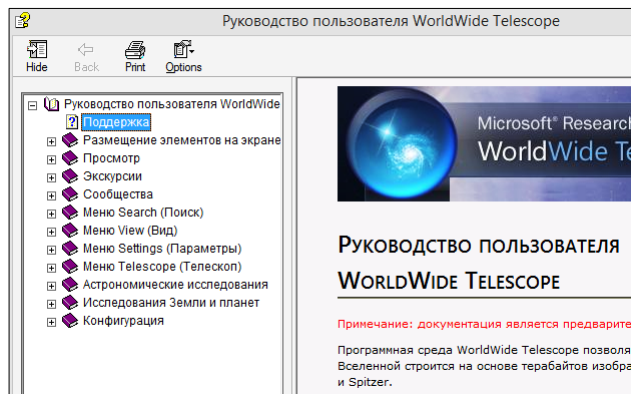 Руководство пользователя WorldWide Telescope
Hide Back Print Options
Руководство пользователя WorldWide
Поддержка
Размещение элементов на экране
Просмотр
Экскурсии
Сообщества
Меню Search (Поиск)
Меню View (Вид)
Меню Settings (Параметры)
Меню Telescope (Телескоп)
Астрономические исследования
Исследования Земли и планет
Конфигурация
Microsoft® Research
WorldWide Te
Руководство пользователя
WorldWide Telescope
Примечание: документация является предварите
Программная среда WorldWide Telescope позволя
Вселенной строится на основе терабайтов изобра
и Spitzer.